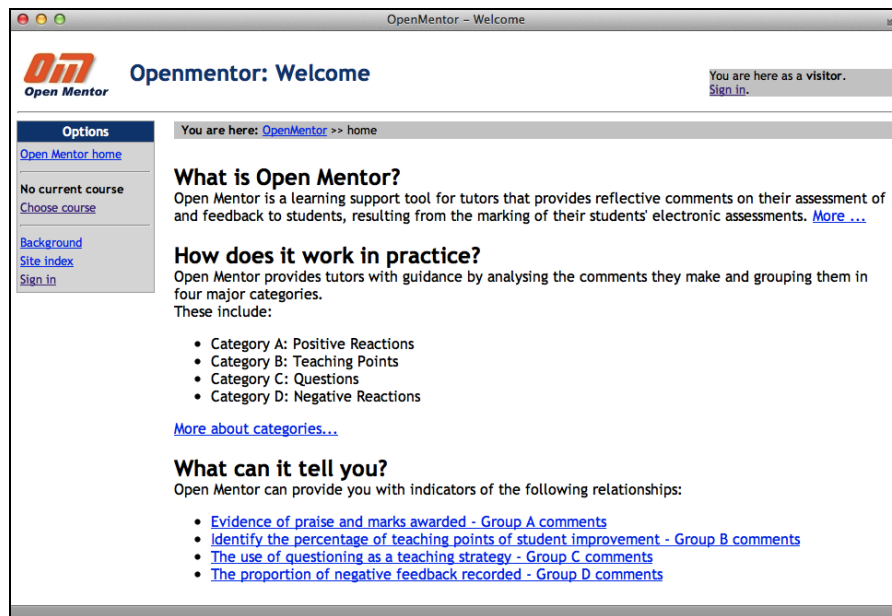 OpenMentor – Welcome
Om
Open Mentor
Openmentor: Welcome
You are here as a visitor.
Sign in.
Options
Open Mentor home
No current course
Choose course
Background
Site index
Sign in
You are here: OpenMentor >> home
What is Open Mentor?
Open Mentor is a learning support tool for tutors that provides reflective comments on their assessment of
and feedback to students, resulting from the marking of their students' electronic assessments. More ...
How does it work in practice?
Open Mentor provides tutors with guidance by analysing the comments they make and grouping them in
four major categories.
These include:
• Category A: Positive Reactions
• Category B: Teaching Points
• Category C: Questions
• Category D: Negative Reactions
More about categories...
What can it tell you?
Open Mentor can provide you with indicators of the following relationships:
• Evidence of praise and marks awarded - Group A comments
• Identify the percentage of teaching points of student improvement - Group B comments
• The use of questioning as a teaching strategy - Group C comments
• The proportion of negative feedback recorded - Group D comments